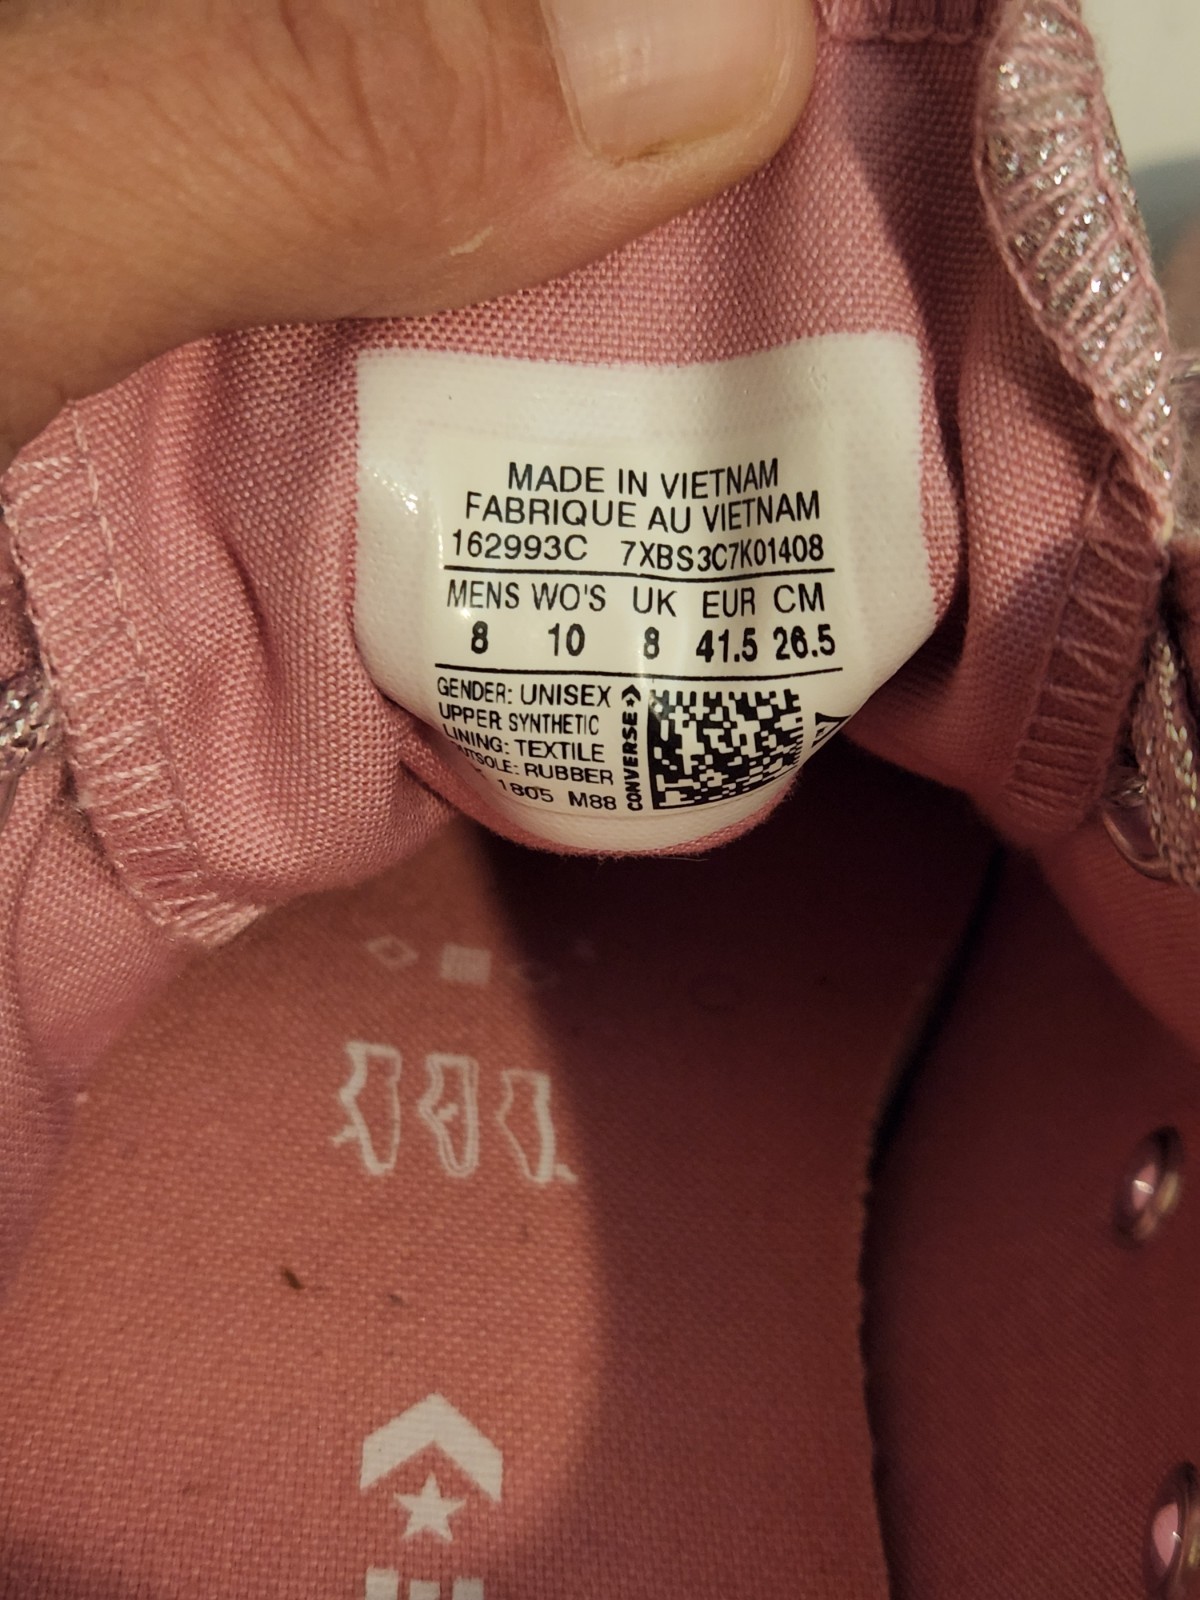 MADE IN VIETNAM
FABRIQUE AU VIETNAM
162993C 7XBS3C7K01408
MENS WO'S UK EUR CM
8 10 8 41.5 26.5
GENDER: UNISEX
UPPER SYNTHETIC
LINING: TEXTILE
OUTSOLE: RUBBER
1805 M88
CONVERSE